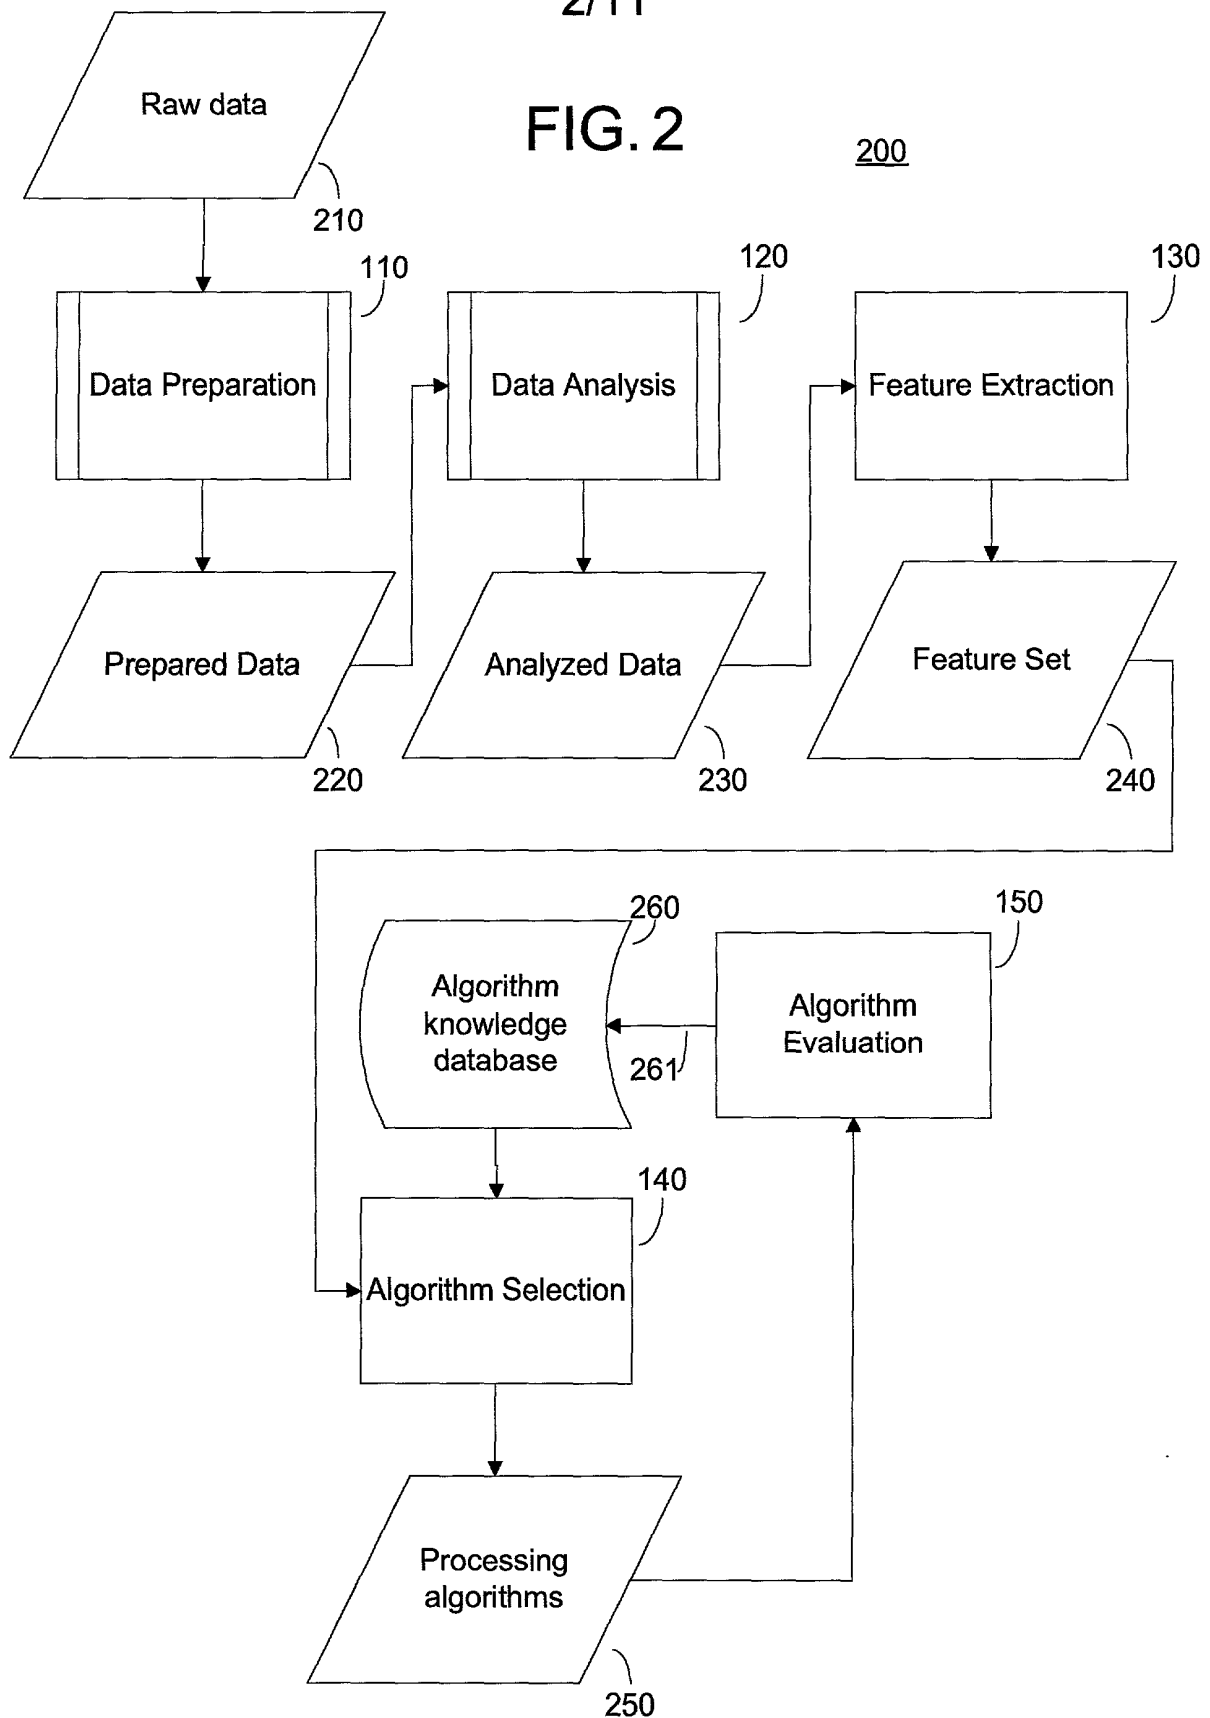 2/11
Raw data
FIG. 2
200
210
110
120
130
Data Preparation
Data Analysis
Feature Extraction
Prepared Data
Analyzed Data
Feature Set
220
230
240
260
150
Algorithm
knowledge
database
261
Algorithm
Evaluation
140
Algorithm Selection
Processing
algorithms
250